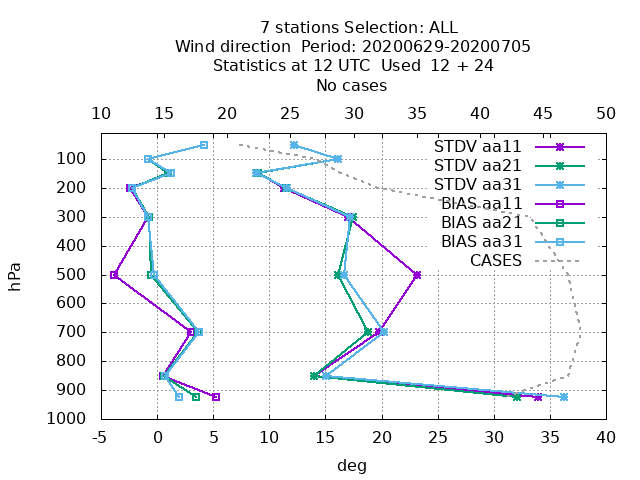 7 stations Selection: ALL
Wind direction  Period: 20200629-20200705
Statistics at 12 UTC  Used  12 + 24
No cases
10 15 20 25 30 35 40 45 50
STDV aa11
STDV aa21
STDV aa31
BIAS aa11
BIAS aa21
BIAS aa31
CASES
100
200
300
400
500
600
700
800
900
1000
hPa
-5 0 5 10 15 20 25 30 35 40
deg